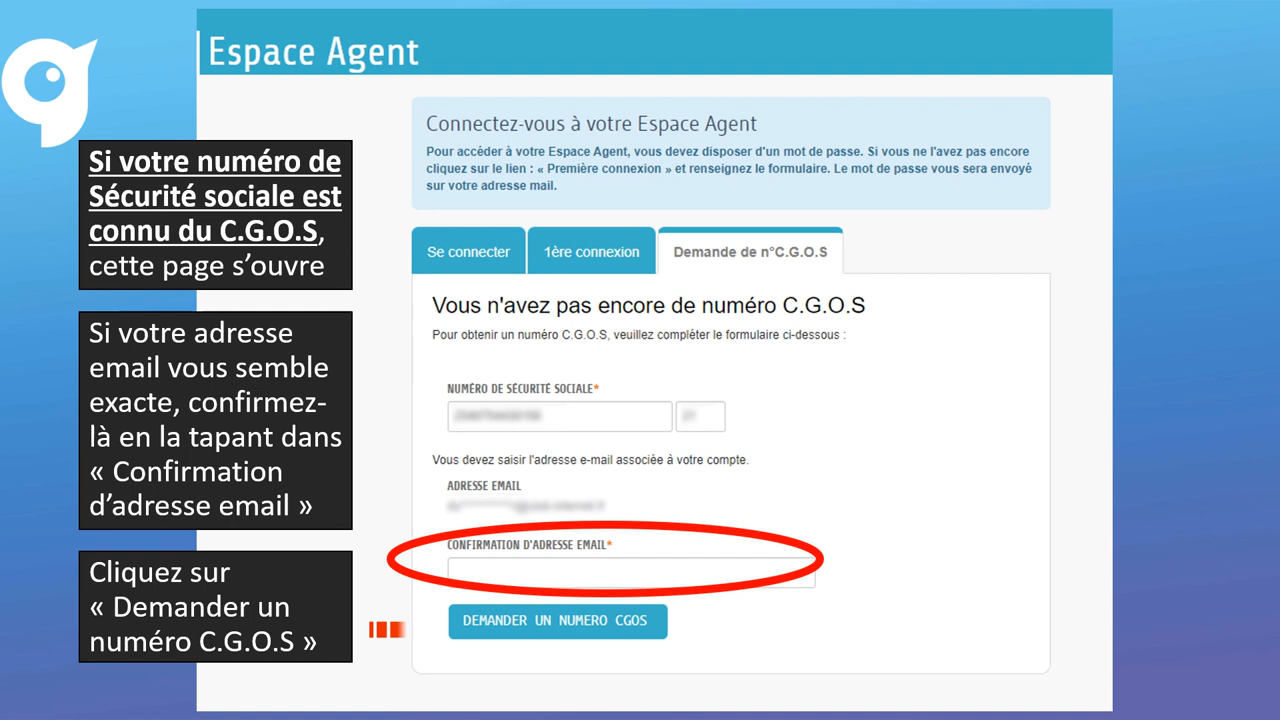 Espace Agent
Connectez-vous à votre Espace Agent
Pour accéder à votre Espace Agent, vous devez disposer d'un mot de passe. Si vous ne l'avez pas encore
cliquez sur le lien : « Première connexion » et renseignez le formulaire. Le mot de passe vous sera envoyé
sur votre adresse mail.
Si votre numéro de
Sécurité sociale est
connu du C.G.O.S,
cette page s'ouvre
Si votre adresse
email vous semble
exacte, confirmez-
là en la tapant dans
« Confirmation
d'adresse email »
Cliquez sur
« Demander un
numéro C.G.O.S »
Se connecter
1ère connexion
Demande de n°C.G.O.S
Vous n'avez pas encore de numéro C.G.O.S
Pour obtenir un numéro C.G.O.S, veuillez compléter le formulaire ci-dessous :
NUMÉRO DE SÉCURITÉ SOCIALE*
Vous devez saisir l'adresse e-mail associée à votre compte.
ADRESSE EMAIL
CONFIRMATION D'ADRESSE EMAIL*
DEMANDER UN NUMERO CGOS